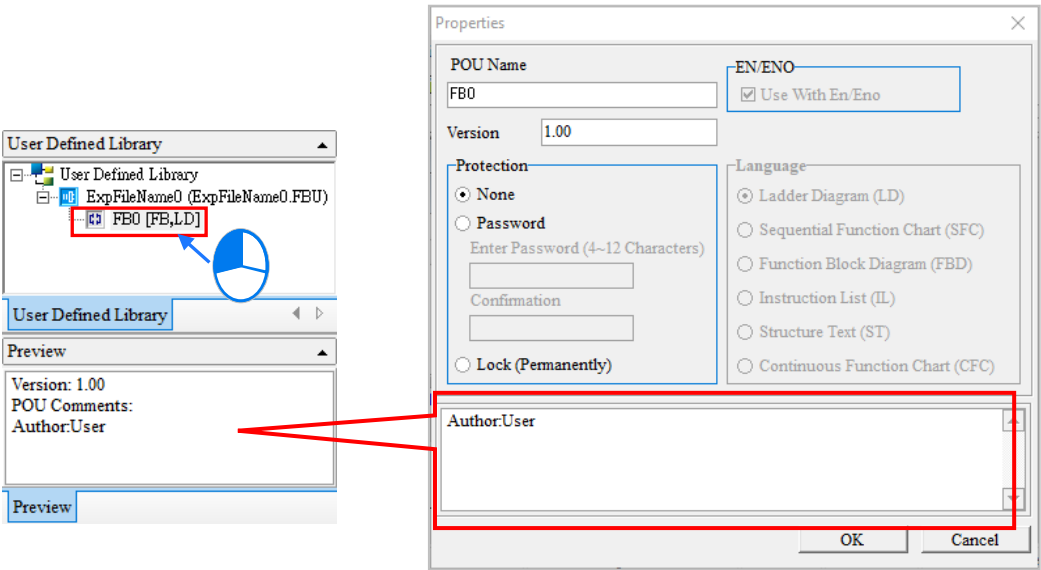 User Defined Library
User Defined Library
ExpFileName0 (ExpFileName0.FBU)
FB0 [FB,LD]
User Defined Library
Preview
Version: 1.00
POU Comments:
Author:User
Preview
Properties
POU Name
FB0
EN/ENO
Use With En/Eno
Version
1.00
Protection
None
Password
Enter Password (4~12 Characters)
Confirmation
Lock (Permanently)
Language
Ladder Diagram (LD)
Sequential Function Chart (SFC)
Function Block Diagram (FBD)
Instruction List (IL)
Structure Text (ST)
Continuous Function Chart (CFC)
Author:User
OK
Cancel